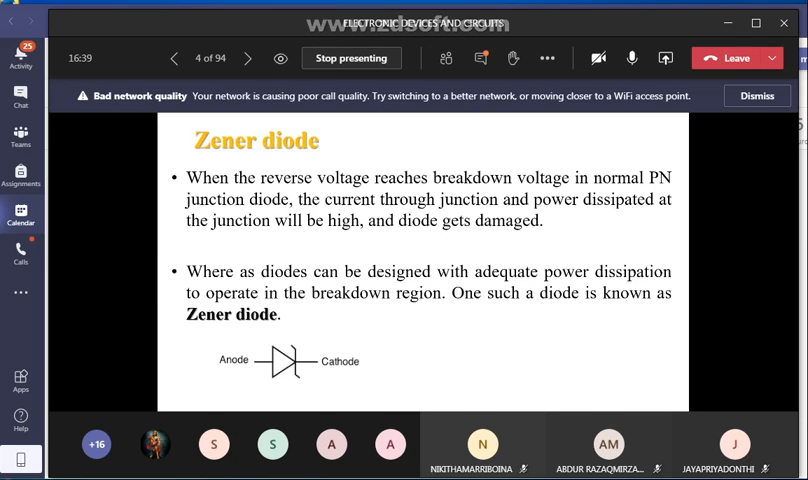 www.zdsoft.com
ELECTRONIC DEVICES AND CIRCUITS
25
Activity
16:39
4 of 94
Stop presenting
Leave
Chat
Bad network quality Your network is causing poor call quality. Try switching to a better network, or moving closer to a WiFi access point.
Dismiss
Teams
Assignments
Calendar
Calls
Apps
Help
Zener diode
• When the reverse voltage reaches breakdown voltage in normal PN
junction diode, the current through junction and power dissipated at
the junction will be high, and diode gets damaged.
• Where as diodes can be designed with adequate power dissipation
to operate in the breakdown region. One such a diode is known as
Zener diode.
Anode
Cathode
+16
S
S
A
A
N
AM
J
NIKITHAMARRIBOINA
ABDUR RAZAQMIRZA...
JAYAPRIYADONTHI